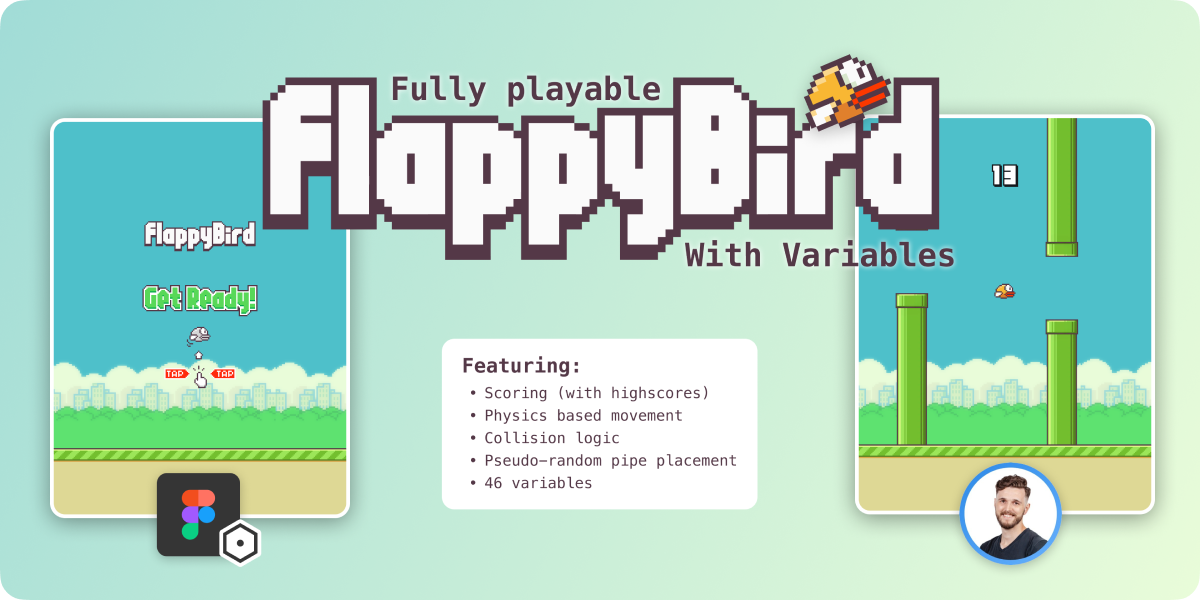 Fully playable
FlappyBird
With Variables
FlappyBird
Get Ready!
TAP TAP
13
Featuring:
• Scoring (with highscores)
• Physics based movement
• Collision logic
• Pseudo-random pipe placement
• 46 variables